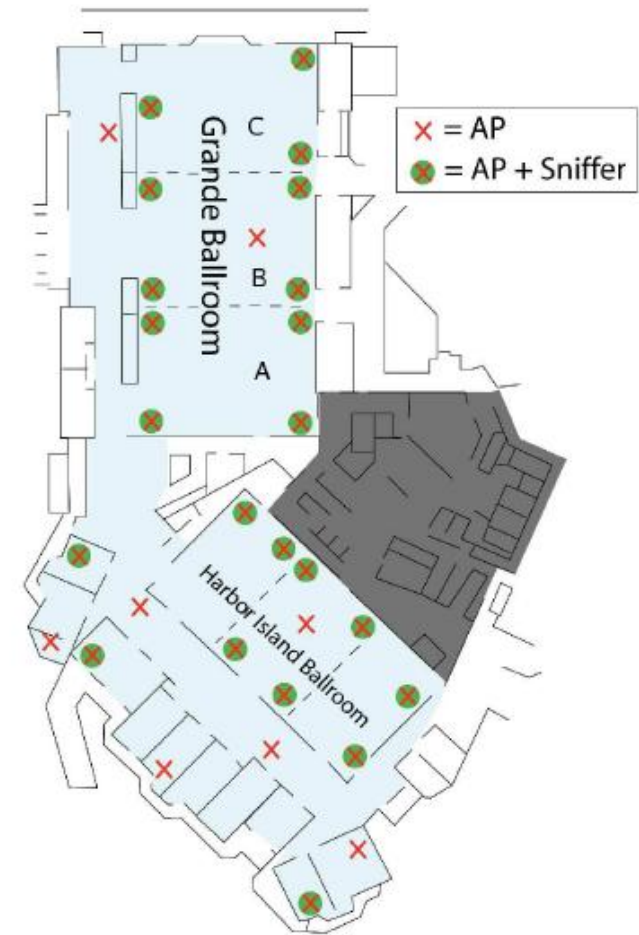 C
Grande Ballroom
B
A
X = AP
X = AP + Sniffer
Harbor Island Ballroom